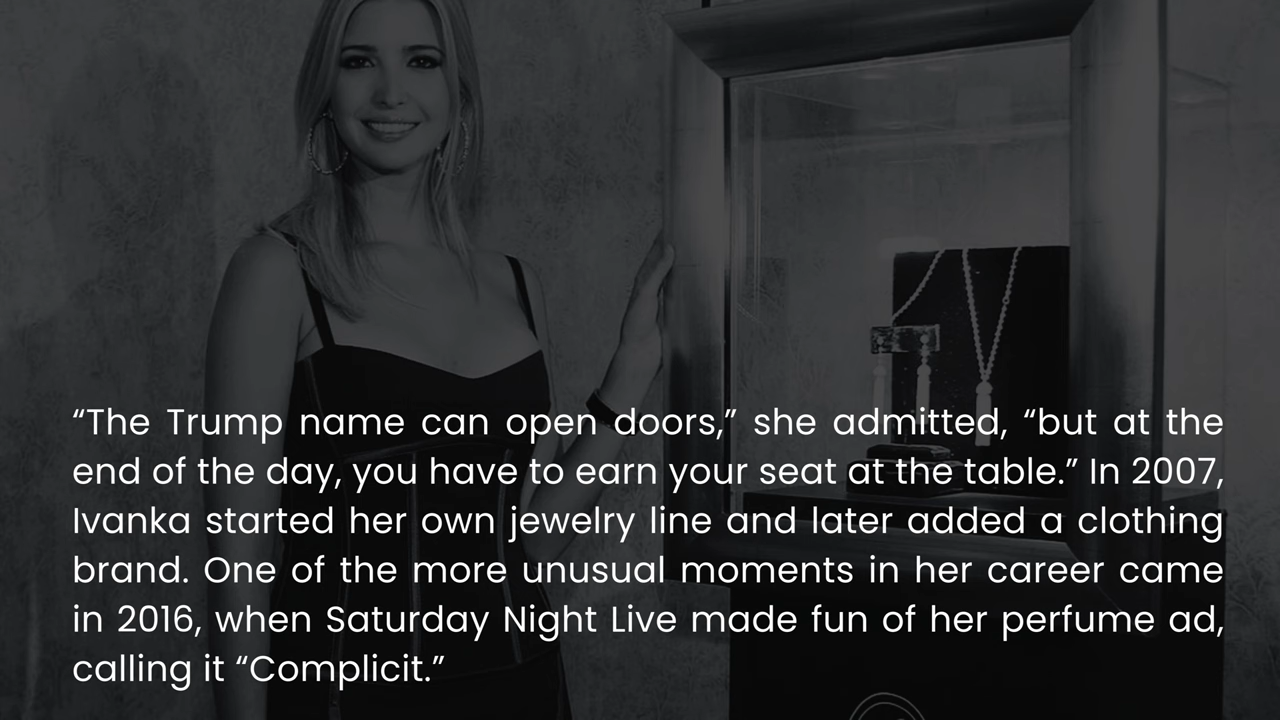 “The Trump name can open doors,” she admitted, “but at the
end of the day, you have to earn your seat at the table.” In 2007,
Ivanka started her own jewelry line and later added a clothing
brand. One of the more unusual moments in her career came
in 2016, when Saturday Night Live made fun of her perfume ad,
calling it “Complicit.”